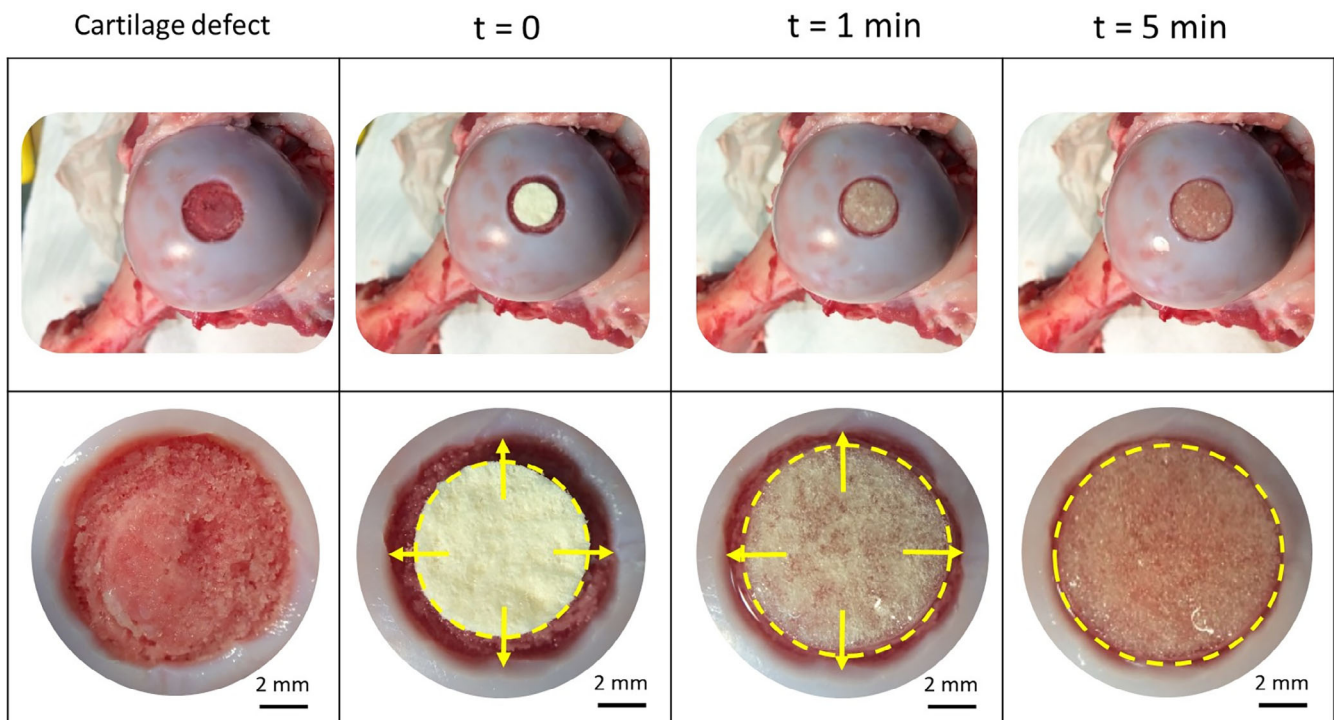 Cartilage defect
t = 0
t = 1 min
t = 5 min
2 mm
2 mm
2 mm
2 mm